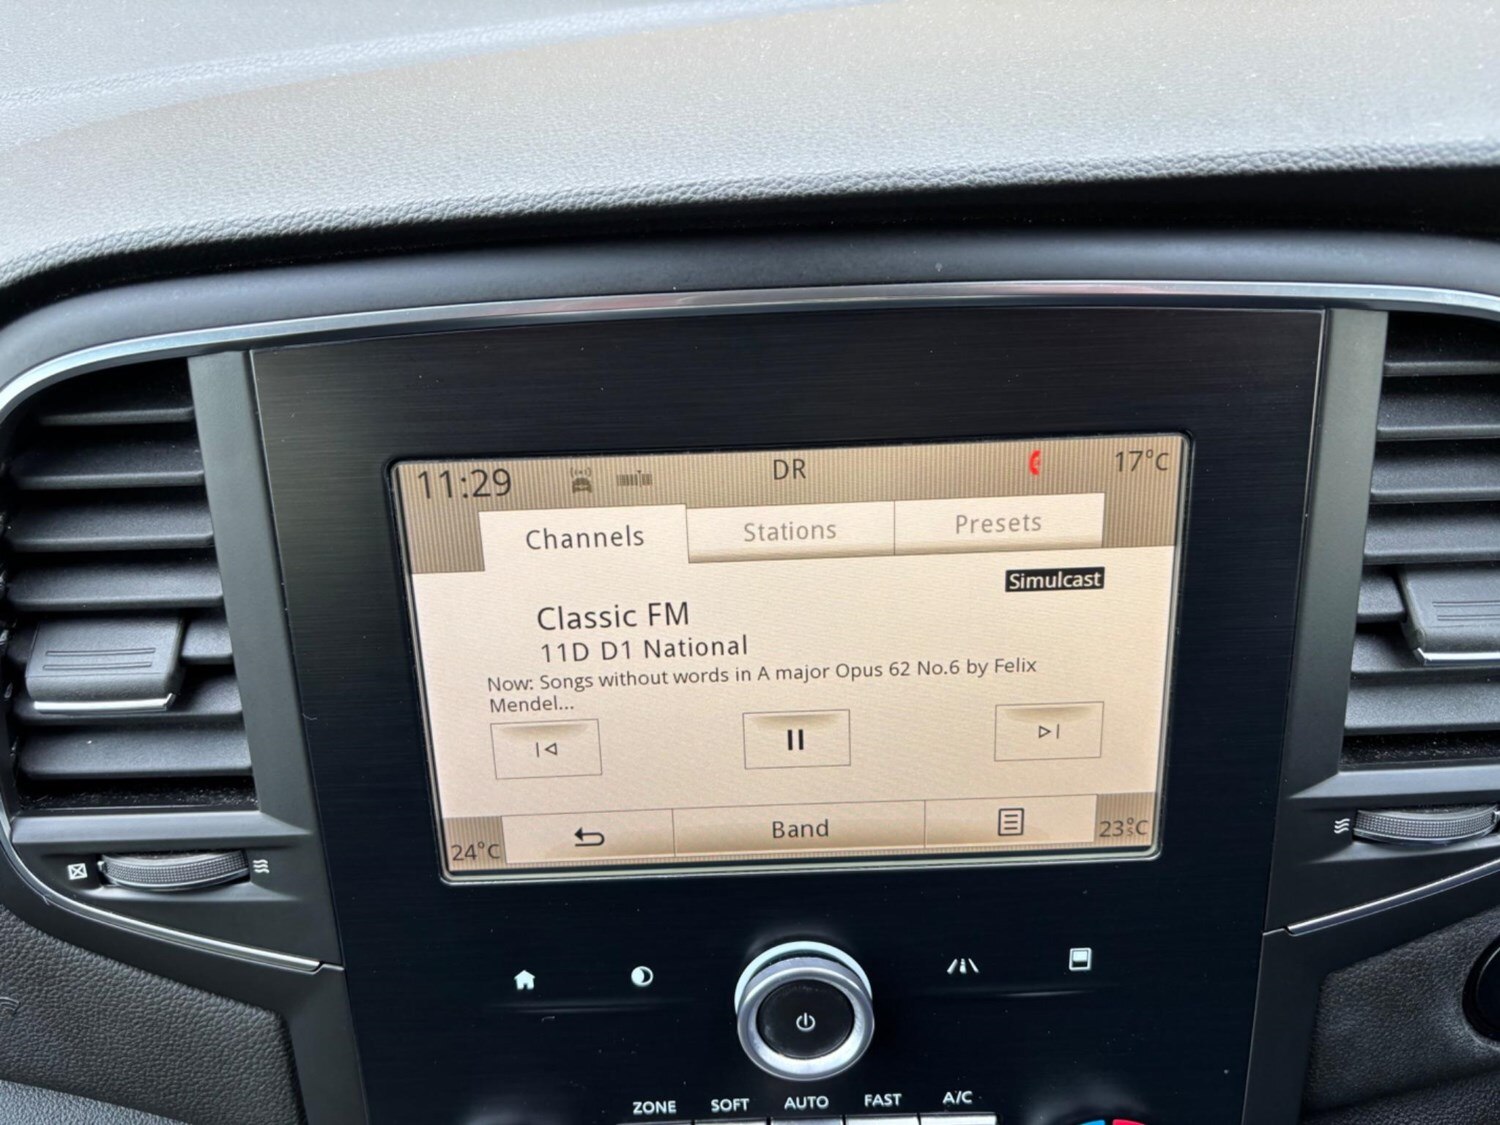 11:29 DR 17°C
Channels Stations Presets
Simulcast
Classic FM
11D D1 National
Now: Songs without words in A major Opus 62 No.6 by Felix
Mendel...
Band
24°C 23°C
ZONE SOFT AUTO FAST A/C